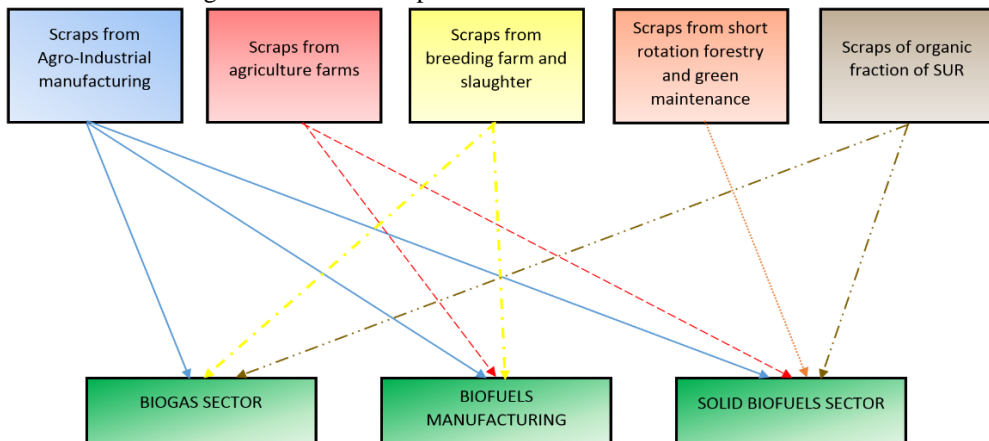 Scraps from
Agro-Industrial
manufacturing
Scraps from
agriculture farms
Scraps from
breeding farm and
slaughter
Scraps from short
rotation forestry
and green
maintenance
Scraps of organic
fraction of SUR
BIOGAS SECTOR
BIOFUELS
MANUFACTURING
SOLID BIOFUELS SECTOR